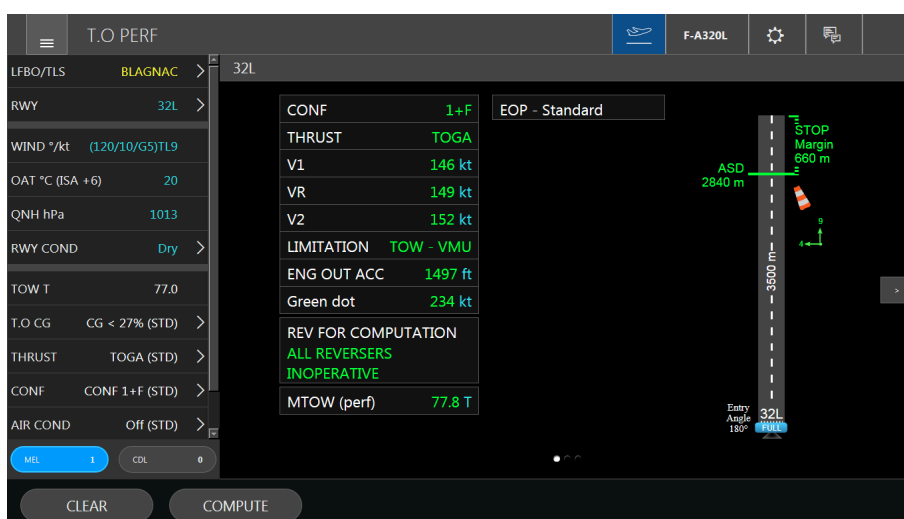 T.O PERF
F-A320L
LFBO/TLS BLAGNAC
32L
RWY 32L
WIND °/kt (120/10/G5)TL9
OAT °C (ISA +6) 20
QNH hPa 1013
RWY COND Dry
TOW T 77.0
T.O CG CG < 27% (STD)
THRUST TOGA (STD)
CONF CONF 1+F (STD)
AIR COND Off (STD)
MEL 1
CDL 0
CLEAR
COMPUTE
CONF 1+F
THRUST TOGA
V1 146 kt
VR 149 kt
V2 152 kt
LIMITATION TOW - VMU
ENG OUT ACC 1497 ft
Green dot 234 kt
REV FOR COMPUTATION
ALL REVERSERS
INOPERATIVE
MTOW (perf) 77.8 T
EOP - Standard
STOP
Margin
660 m
ASD
2840 m
9
4
3500 m
Entry
Angle
180°
32L
FULL